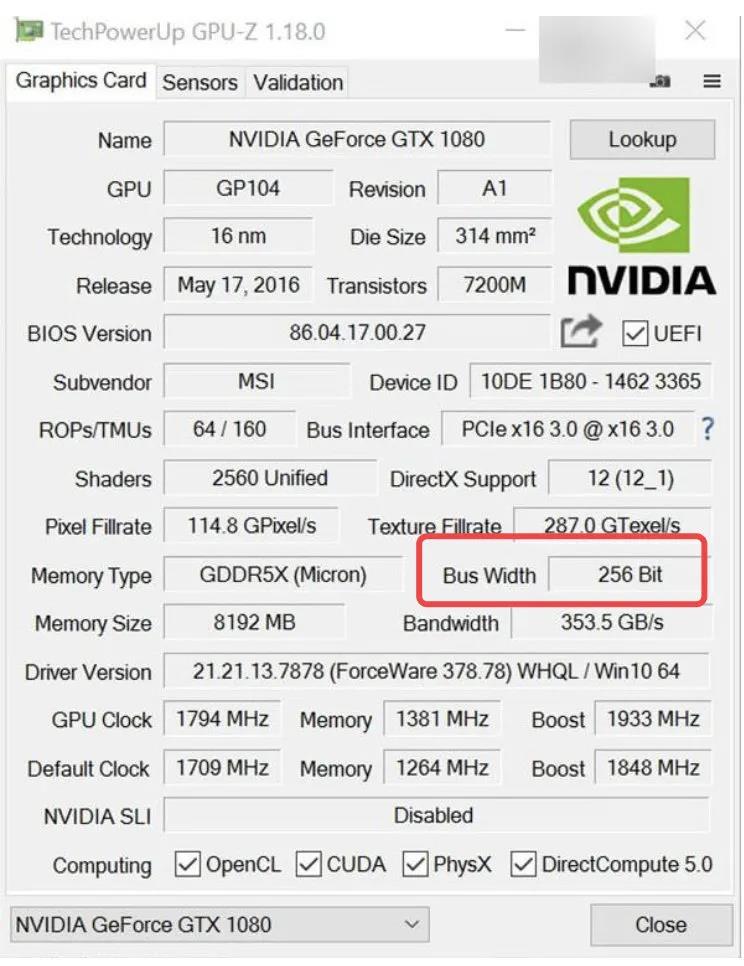 TechPowerUp GPU-Z 1.18.0
Graphics Card Sensors Validation
Name NVIDIA GeForce GTX 1080 Lookup
GPU GP104 Revision A1
Technology 16 nm Die Size 314 mm²
Release May 17, 2016 Transistors 7200M
NVIDIA
BIOS Version 86.04.17.00.27 UEFI
Subvendor MSI Device ID 10DE 1B80 - 1462 3365
ROPs/TMUs 64 / 160 Bus Interface PCIe x16 3.0 @ x16 3.0 ?
Shaders 2560 Unified DirectX Support 12 (12_1)
Pixel Fillrate 114.8 GPixel/s Texture Fillrate 287.0 GTexel/s
Memory Type GDDR5X (Micron) Bus Width 256 Bit
Memory Size 8192 MB Bandwidth 353.5 GB/s
Driver Version 21.21.13.7878 (ForceWare 378.78) WHQL / Win10 64
GPU Clock 1794 MHz Memory 1381 MHz Boost 1933 MHz
Default Clock 1709 MHz Memory 1264 MHz Boost 1848 MHz
NVIDIA SLI Disabled
Computing OpenCL CUDA PhysX DirectCompute 5.0
NVIDIA GeForce GTX 1080 Close